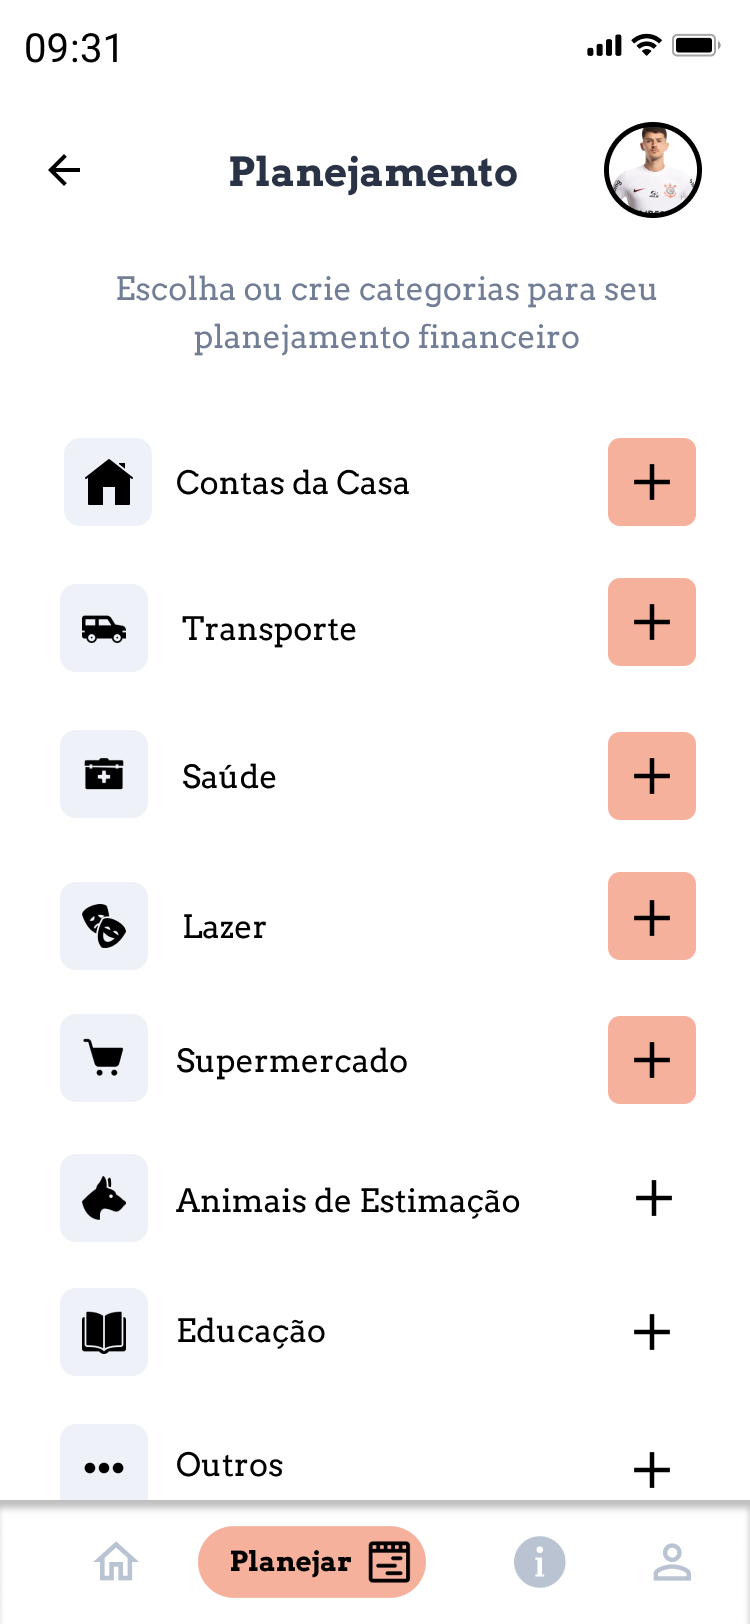 09:31
Planejamento
Escolha ou crie categorias para seu
planejamento financeiro
Contas da Casa
Transporte
Saúde
Lazer
Supermercado
Animais de Estimação
Educação
Outros
Planejar